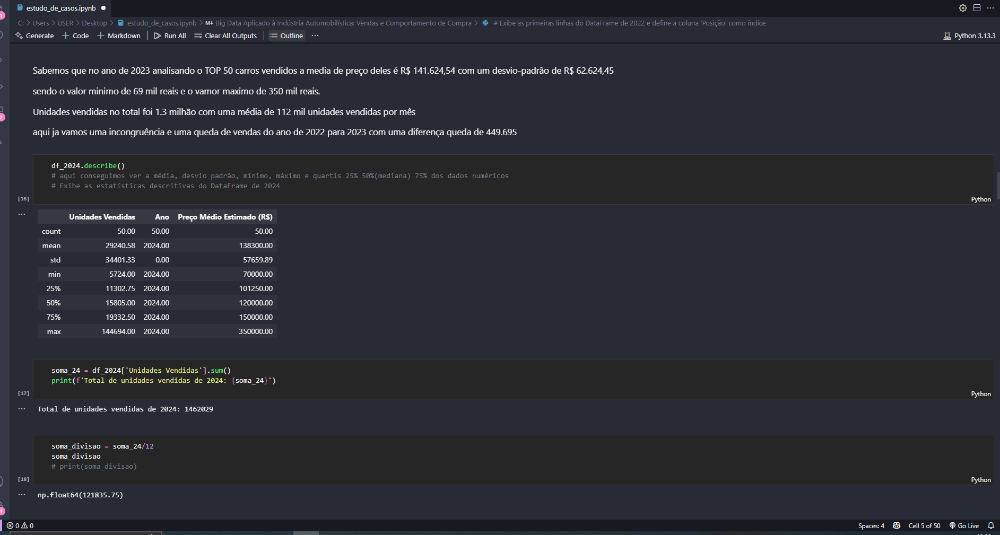 estudo_de_casos.ipynb
C: > Users > USER > Desktop > estudo_de_casos.ipynb > M↓ Big Data Aplicado à Indústria Automobilística: Vendas e Comportamento de Compra > # Exibe as primeiras linhas do DataFrame de 2022 e define a coluna 'Posição' como índice
Generate + Code + Markdown | Run All Clear All Outputs | Outline ...
Python 3.13.3
Sabemos que no ano de 2023 analisando o TOP 50 carros vendidos a media de preço deles é R$ 141.624,54 com um desvio-padrão de R$ 62.624,45
sendo o valor minimo de 69 mil reais e o vamor maximo de 350 mil reais.
Unidades vendidas no total foi 1.3 milhão com uma média de 112 mil unidades vendidas por mês
aqui ja vamos uma incongruência e uma queda de vendas do ano de 2022 para 2023 com uma diferença queda de 449.695
df_2024.describe()
# aqui conseguimos ver a média, desvio padrão, mínimo, máximo e quartis 25% 50%(mediana) 75% dos dados numéricos
# Exibe as estatísticas descritivas do DataFrame de 2024
[16]
Python
...
Unidades Vendidas Ano Preço Médio Estimado (R$)
count 50.00 50.00 50.00
mean 29240.58 2024.00 138300.00
std 34401.33 0.00 57659.89
min 5724.00 2024.00 70000.00
25% 11302.75 2024.00 101250.00
50% 15805.00 2024.00 120000.00
75% 19332.50 2024.00 150000.00
max 144694.00 2024.00 350000.00
soma_24 = df_2024['Unidades Vendidas'].sum()
print(f'Total de unidades vendidas de 2024: {soma_24}')
[17]
Python
... Total de unidades vendidas de 2024: 1462029
soma_divisao = soma_24/12
soma_divisao
# print(soma_divisao)
[18]
Python
... np.float64(121835.75)
0 0
Spaces: 4 Cell 5 of 50 Go Live